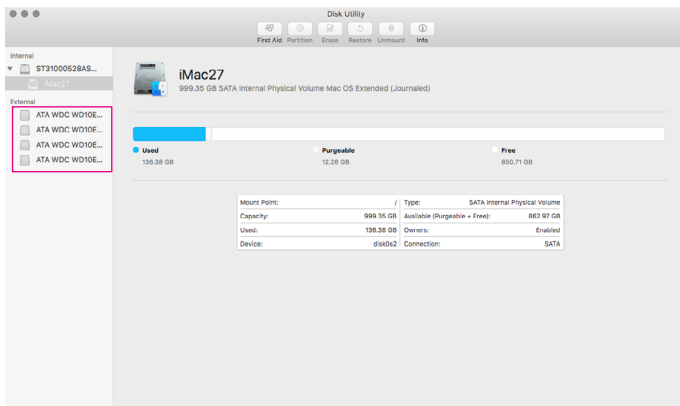 Disk Utility
First Aid Partition Erase Restore Unmount Info
Internal
ST31000528AS...
iMac27
External
ATA WDC WD10E...
ATA WDC WD10E...
ATA WDC WD10E...
ATA WDC WD10E...
iMac27
999.35 GB SATA Internal Physical Volume Mac OS Extended (Journaled)
Used Purgeable Free
136.38 GB 12.26 GB 850.71 GB
Mount Point: / Type: SATA Internal Physical Volume
Capacity: 999.35 GB Available (Purgeable + Free): 862.97 GB
Used: 136.38 GB Owners: Enabled
Device: disk0s2 Connection: SATA